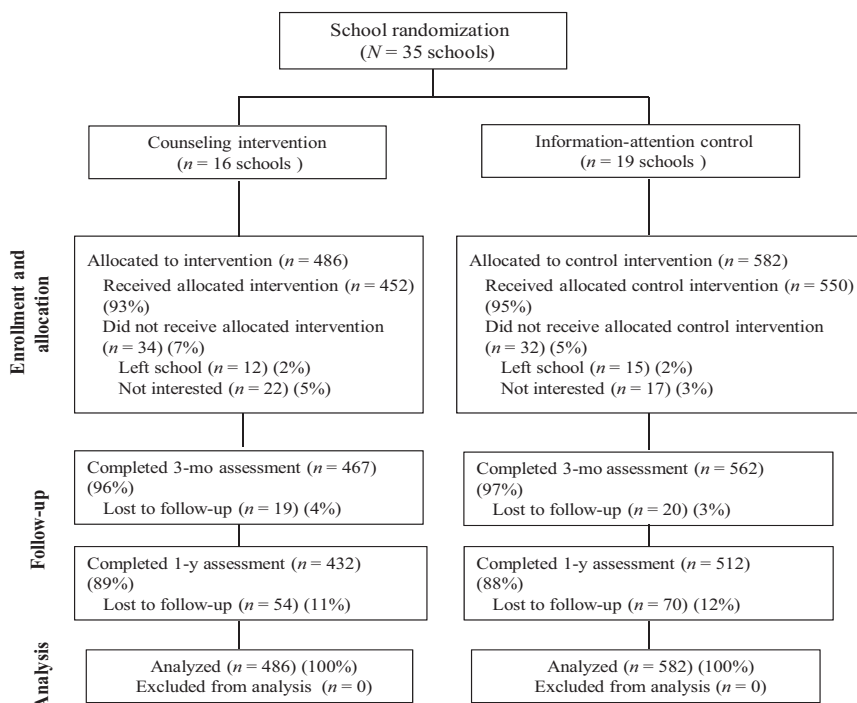 School randomization
(N = 35 schools)
Counseling intervention
(n = 16 schools )
Information-attention control
(n = 19 schools )
Enrollment and
allocation
Allocated to intervention (n = 486)
Received allocated intervention (n = 452)
(93%)
Did not receive allocated intervention
(n = 34) (7%)
Left school (n = 12) (2%)
Not interested (n = 22) (5%)
Allocated to control intervention (n = 582)
Received allocated control intervention (n = 550)
(95%)
Did not receive allocated control intervention
(n = 32) (5%)
Left school (n = 15) (2%)
Not interested (n = 17) (3%)
Follow-up
Completed 3-mo assessment (n = 467)
(96%)
Lost to follow-up (n = 19) (4%)
Completed 3-mo assessment (n = 562)
(97%)
Lost to follow-up (n = 20) (3%)
Completed 1-y assessment (n = 432)
(89%)
Lost to follow-up (n = 54) (11%)
Completed 1-y assessment (n = 512)
(88%)
Lost to follow-up (n = 70) (12%)
Analysis
Analyzed (n = 486) (100%)
Excluded from analysis (n = 0)
Analyzed (n = 582) (100%)
Excluded from analysis (n = 0)